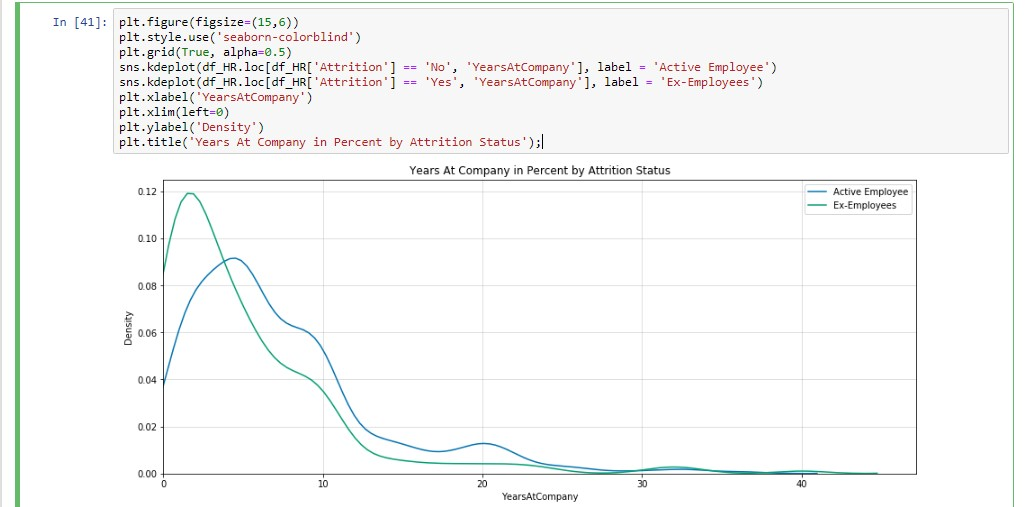 In [41]: plt.figure(figsize=(15,6))
plt.style.use('seaborn-colorblind')
plt.grid(True, alpha=0.5)
sns.kdeplot(df_HR.loc[df_HR['Attrition'] == 'No', 'YearsAtCompany'], label = 'Active Employee')
sns.kdeplot(df_HR.loc[df_HR['Attrition'] == 'Yes', 'YearsAtCompany'], label = 'Ex-Employees')
plt.xlabel('YearsAtCompany')
plt.xlim(left=0)
plt.ylabel('Density')
plt.title('Years At Company in Percent by Attrition Status');
Years At Company in Percent by Attrition Status
Active Employee
Ex-Employees
0.12
0.10
0.08
0.06
0.04
0.02
0.00
Density
0 10 20 30 40
YearsAtCompany